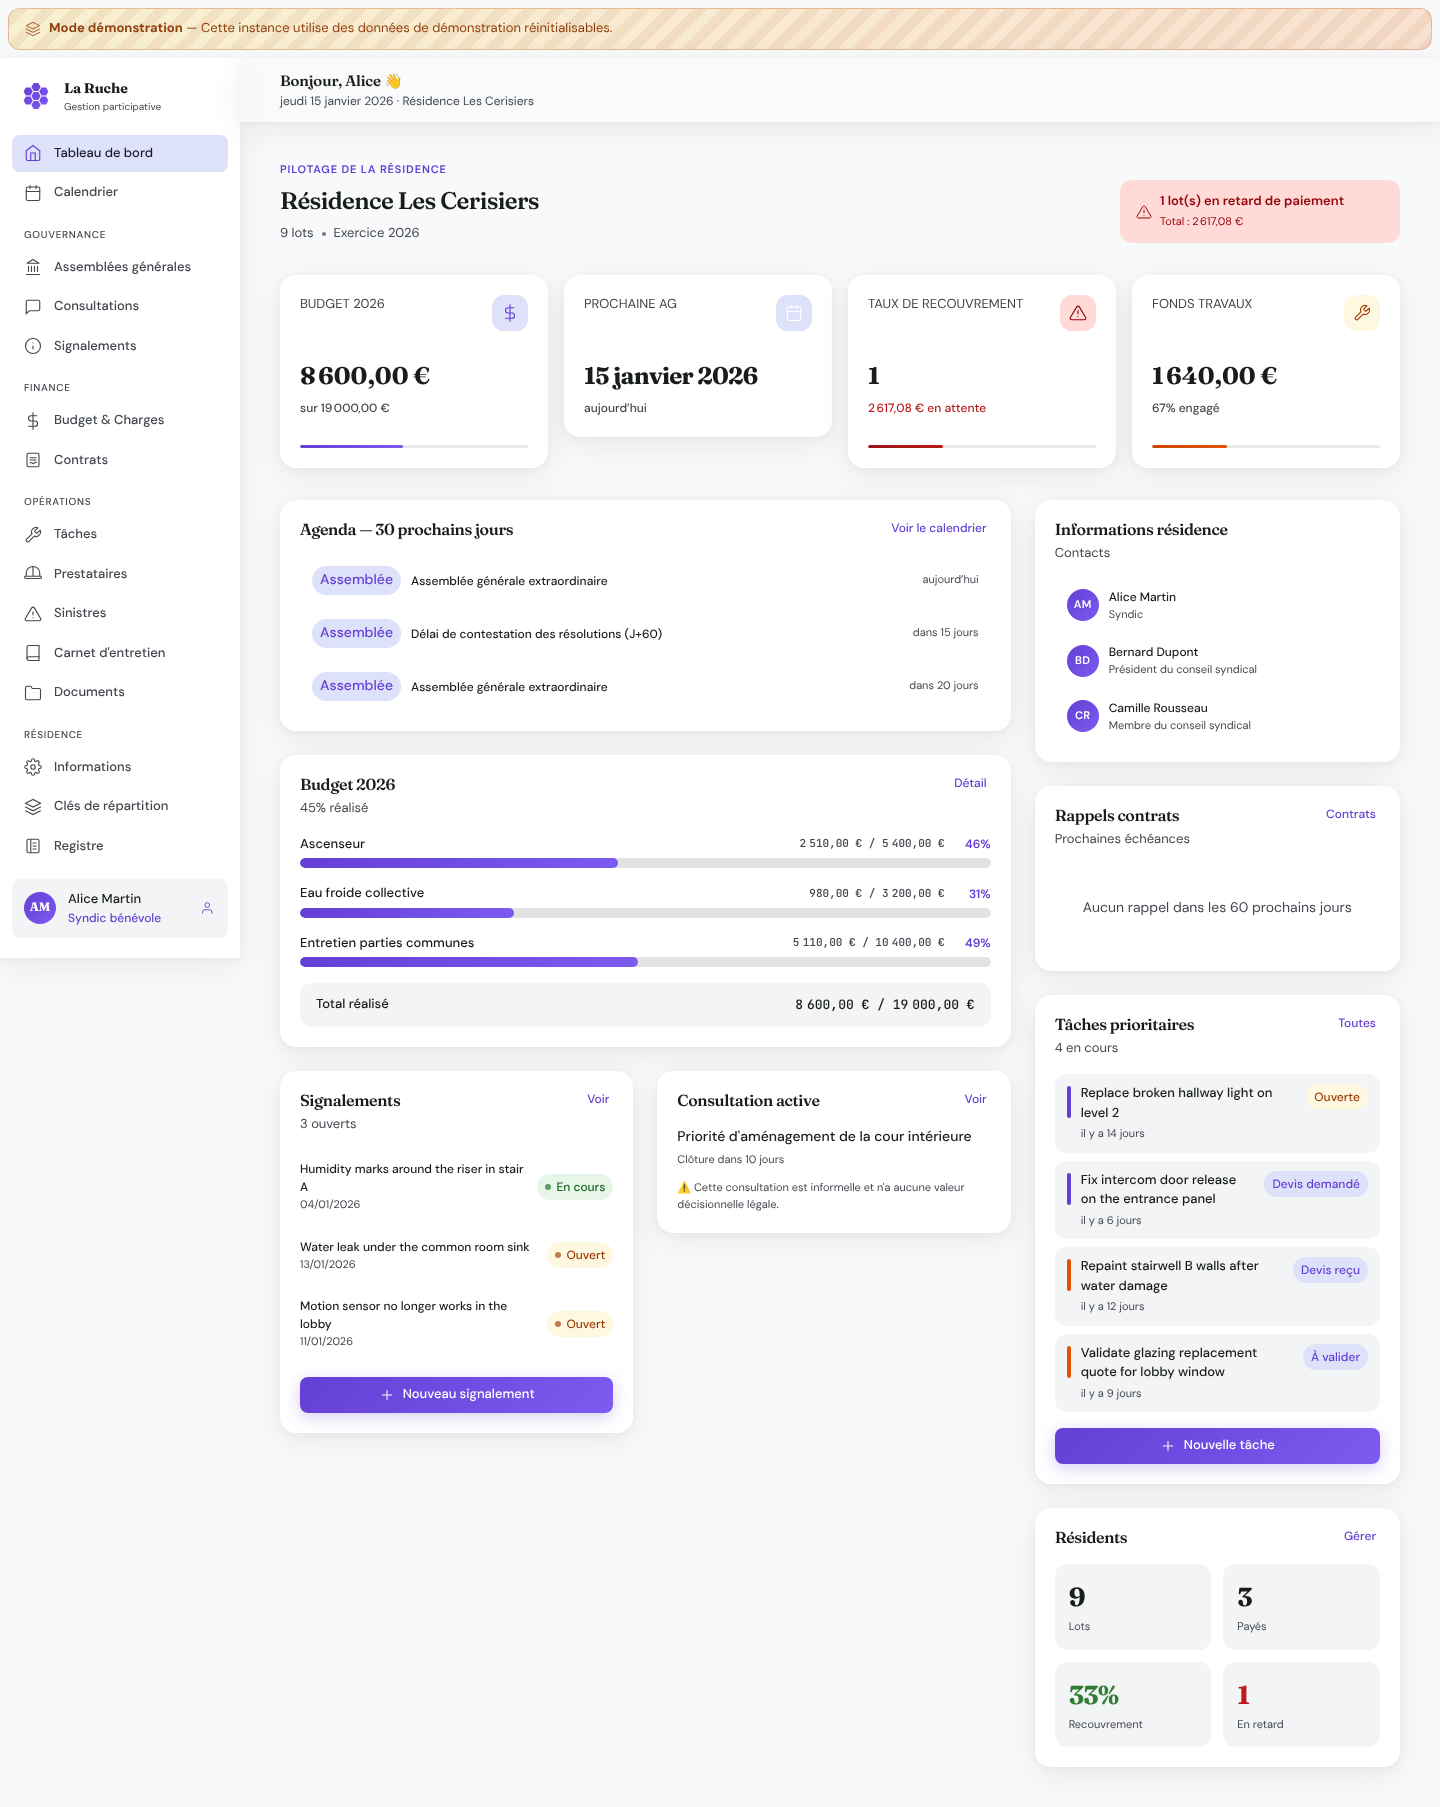 Mode démonstration — Cette instance utilise des données de démonstration réinitialisables.
La Ruche
Gestion participative
Tableau de bord
Calendrier
GOUVERNANCE
Assemblées générales
Consultations
Signalements
FINANCE
Budget & Charges
Contrats
OPÉRATIONS
Tâches
Prestataires
Sinistres
Carnet d'entretien
Documents
RÉSIDENCE
Informations
Clés de répartition
Registre
AM
Alice Martin
Syndic bénévole
Bonjour, Alice 👋
jeudi 15 janvier 2026 · Résidence Les Cerisiers
PILOTAGE DE LA RÉSIDENCE
Résidence Les Cerisiers
9 lots • Exercice 2026
1 lot(s) en retard de paiement
Total : 2 617,08 €
BUDGET 2026
8 600,00 €
sur 19 000,00 €
PROCHAINE AG
15 janvier 2026
aujourd’hui
TAUX DE RECOUVREMENT
1
2 617,08 € en attente
FONDS TRAVAUX
1 640,00 €
67% engagé
Agenda — 30 prochains jours
Voir le calendrier
Assemblée Assemblée générale extraordinaire aujourd’hui
Assemblée Délai de contestation des résolutions (J+60) dans 15 jours
Assemblée Assemblée générale extraordinaire dans 20 jours
Budget 2026
Détail
45% réalisé
Ascenseur 2 510,00 € / 5 400,00 € 46%
Eau froide collective 980,00 € / 3 200,00 € 31%
Entretien parties communes 5 110,00 € / 10 400,00 € 49%
Total réalisé 8 600,00 € / 19 000,00 €
Signalements
Voir
3 ouverts
Humidity marks around the riser in stair
A
04/01/2026
En cours
Water leak under the common room sink
13/01/2026
Ouvert
Motion sensor no longer works in the
lobby
11/01/2026
Ouvert
+ Nouveau signalement
Consultation active
Voir
Priorité d'aménagement de la cour intérieure
Clôture dans 10 jours
⚠️ Cette consultation est informelle et n'a aucune valeur
décisionnelle légale.
Informations résidence
Contacts
AM
Alice Martin
Syndic
BD
Bernard Dupont
Président du conseil syndical
CR
Camille Rousseau
Membre du conseil syndical
Rappels contrats
Contrats
Prochaines échéances
Aucun rappel dans les 60 prochains jours
Tâches prioritaires
Toutes
4 en cours
Replace broken hallway light on
level 2
il y a 14 jours
Ouverte
Fix intercom door release
on the entrance panel
il y a 6 jours
Devis demandé
Repaint stairwell B walls after
water damage
il y a 12 jours
Devis reçu
Validate glazing replacement
quote for lobby window
il y a 9 jours
À valider
+ Nouvelle tâche
Résidents
Gérer
9
Lots
3
Payés
33%
Recouvrement
1
En retard